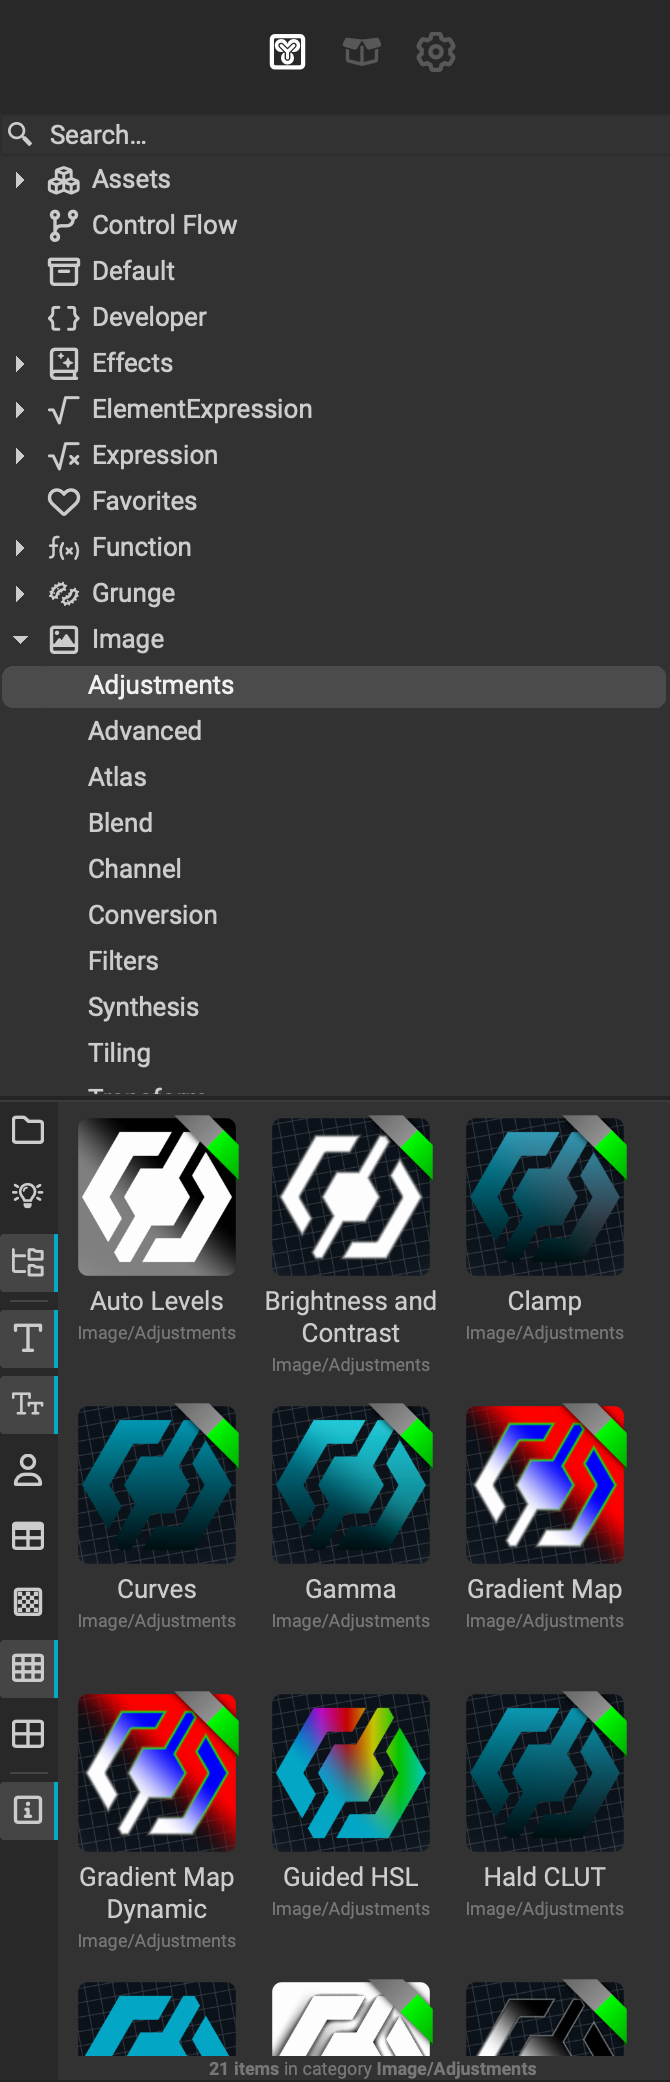 Search...
Assets
Control Flow
Default
Developer
Effects
ElementExpression
Expression
Favorites
Function
Grunge
Image
Adjustments
Advanced
Atlas
Blend
Channel
Conversion
Filters
Synthesis
Tiling
Auto Levels
Image/Adjustments
Brightness and
Contrast
Image/Adjustments
Clamp
Image/Adjustments
Curves
Image/Adjustments
Gamma
Image/Adjustments
Gradient Map
Image/Adjustments
Gradient Map
Dynamic
Image/Adjustments
Guided HSL
Image/Adjustments
Hald CLUT
Image/Adjustments
21 items in category Image/Adjustments